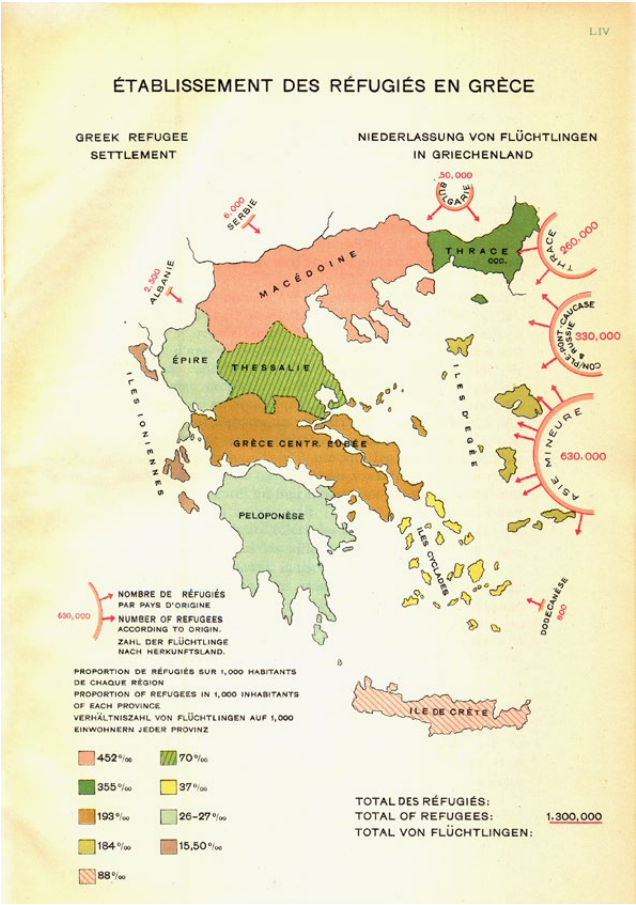 LIV
ÉTABLISSEMENT DES RÉFUGIÉS EN GRÈCE
GREEK REFUGEE
SETTLEMENT
NIEDERLASSUNG VON FLÜCHTLINGEN
IN GRIECHENLAND
50,000
BULGARIE
6,000
SERBIE
2,500
ALBANIE
MACÉDOINE
THRACE
OCC.
THRACE
260.000
CON/PLE-PONT-CAUCASE
& RUSSIE
330,000
ÉPIRE
THESSALIE
ILES IONIENNES
ILES D'EGÉE
GRÈCE CENTR. EUBÉE
ASIE MINEURE
630,000
PELOPONÈSE
ILES CYCLADES
DODECANÈSE
800
ILE DE CRÈTE
630,000
NOMBRE DE RÉFUGIÉS
PAR PAYS D'ORIGINE
NUMBER OF REFUGEES
ACCORDING TO ORIGIN.
ZAHL DER FLÜCHTLINGE
NACH HERKUNFTSLAND.
PROPORTION DE RÉFUGIÉS SUR 1,000 HABITANTS
DE CHAQUE RÉGION
PROPORTION OF REFUGEES IN 1,000 INHABITANTS
OF EACH PROVINCE
VERHÄLTNISZAHL VON FLÜCHTLINGEN AUF 1,000
EINWOHNERN JEDER PROVINZ
452‰
70‰
355‰
37‰
193‰
26-27‰
184‰
15,50‰
88‰
TOTAL DES RÉFUGIÉS:
TOTAL OF REFUGEES: 1.300,000
TOTAL VON FLÜCHTLINGEN: